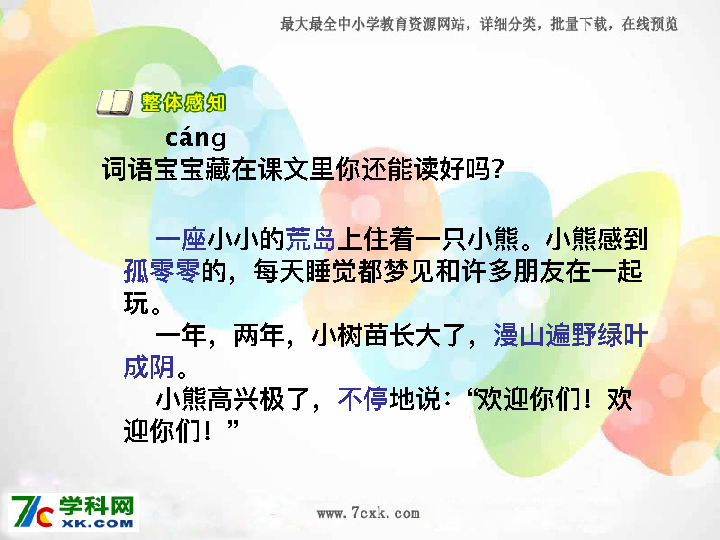 最大最全中小学教育资源网站，详细分类，批量下载，在线预览
整体感知
cáng
词语宝宝藏在课文里你还能读好吗？
一座小小的荒岛上住着一只小熊。小熊感到
孤零零的，每天睡觉都梦见和许多朋友在一起
玩。
一年，两年，小树苗长大了，漫山遍野绿叶
成阴。
小熊高兴极了，不停地说：“欢迎你们！欢
迎你们！”
7C学科网
XK.COM
www.7cxk.com